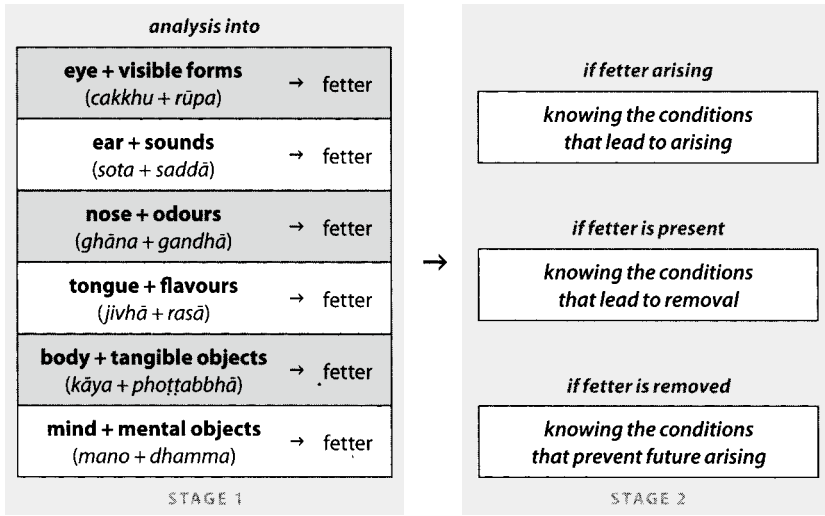 analysis into
eye + visible forms
(cakkhu + rūpa)
→ fetter
ear + sounds
(sota + saddā)
→ fetter
nose + odours
(ghāna + gandhā)
→ fetter
tongue + flavours
(jivhā + rasā)
→ fetter
body + tangible objects
(kāya + phoṭṭabbhā)
→ fetter
mind + mental objects
(mano + dhamma)
→ fetter
STAGE 1
→
if fetter arising
knowing the conditions
that lead to arising
if fetter is present
knowing the conditions
that lead to removal
if fetter is removed
knowing the conditions
that prevent future arising
STAGE 2